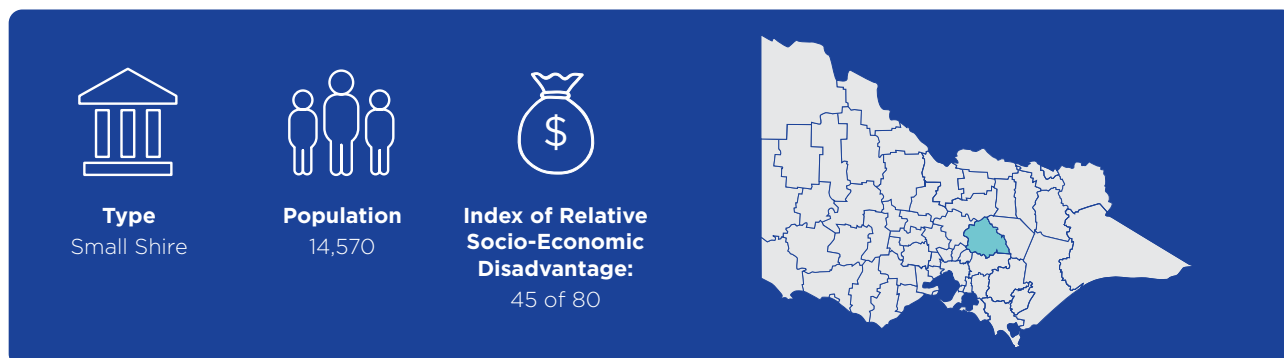 $
Type
Small Shire
Population
14,570
Index of Relative
Socio-Economic
Disadvantage:
45 of 80